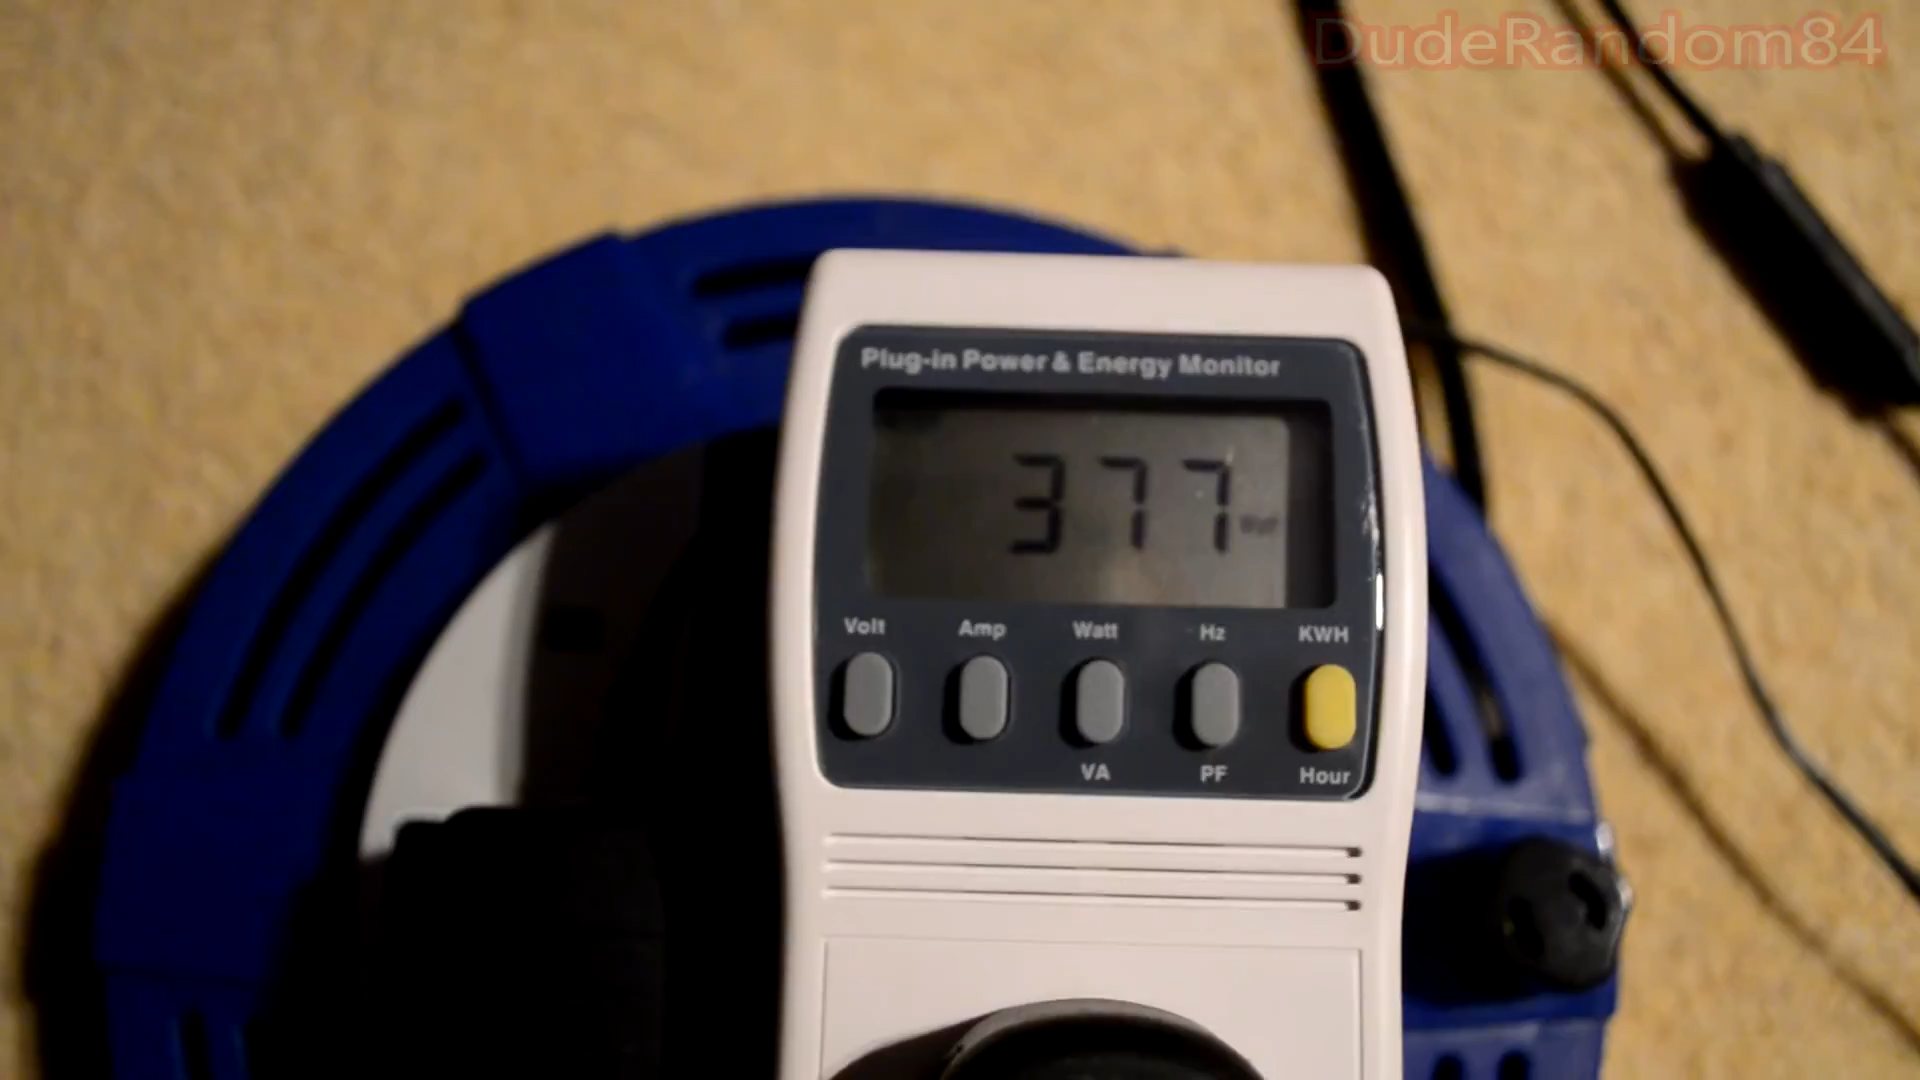 DudeRandom84
Plug-in Power & Energy Monitor
377
Volt Amp Watt Hz KWH
VA PF Hour